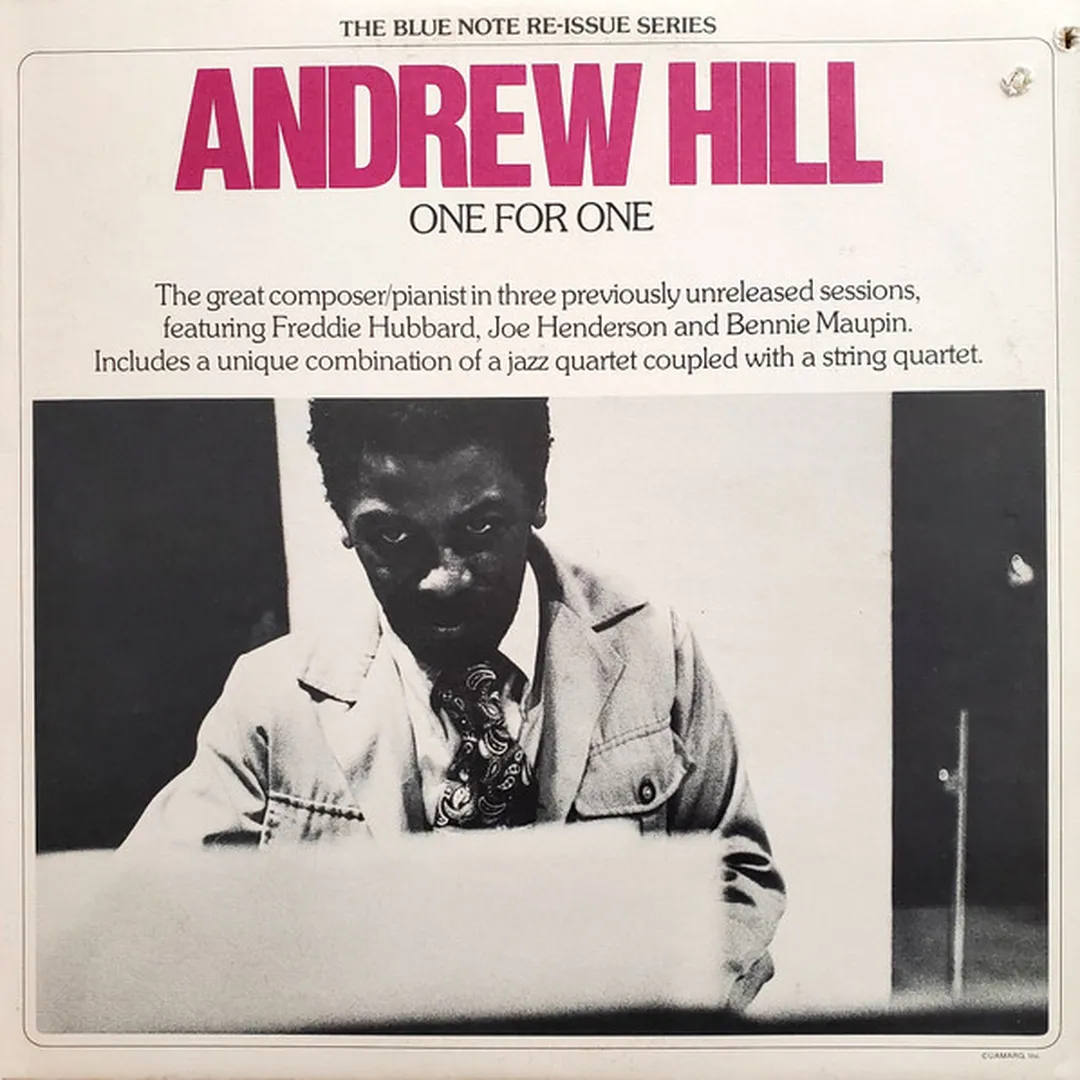 THE BLUE NOTE RE-ISSUE SERIES
ANDREW HILL
ONE FOR ONE
The great composer/pianist in three previously unreleased sessions,
featuring Freddie Hubbard, Joe Henderson and Bennie Maupin.
Includes a unique combination of a jazz quartet coupled with a string quartet.
©UAMARG, Inc.